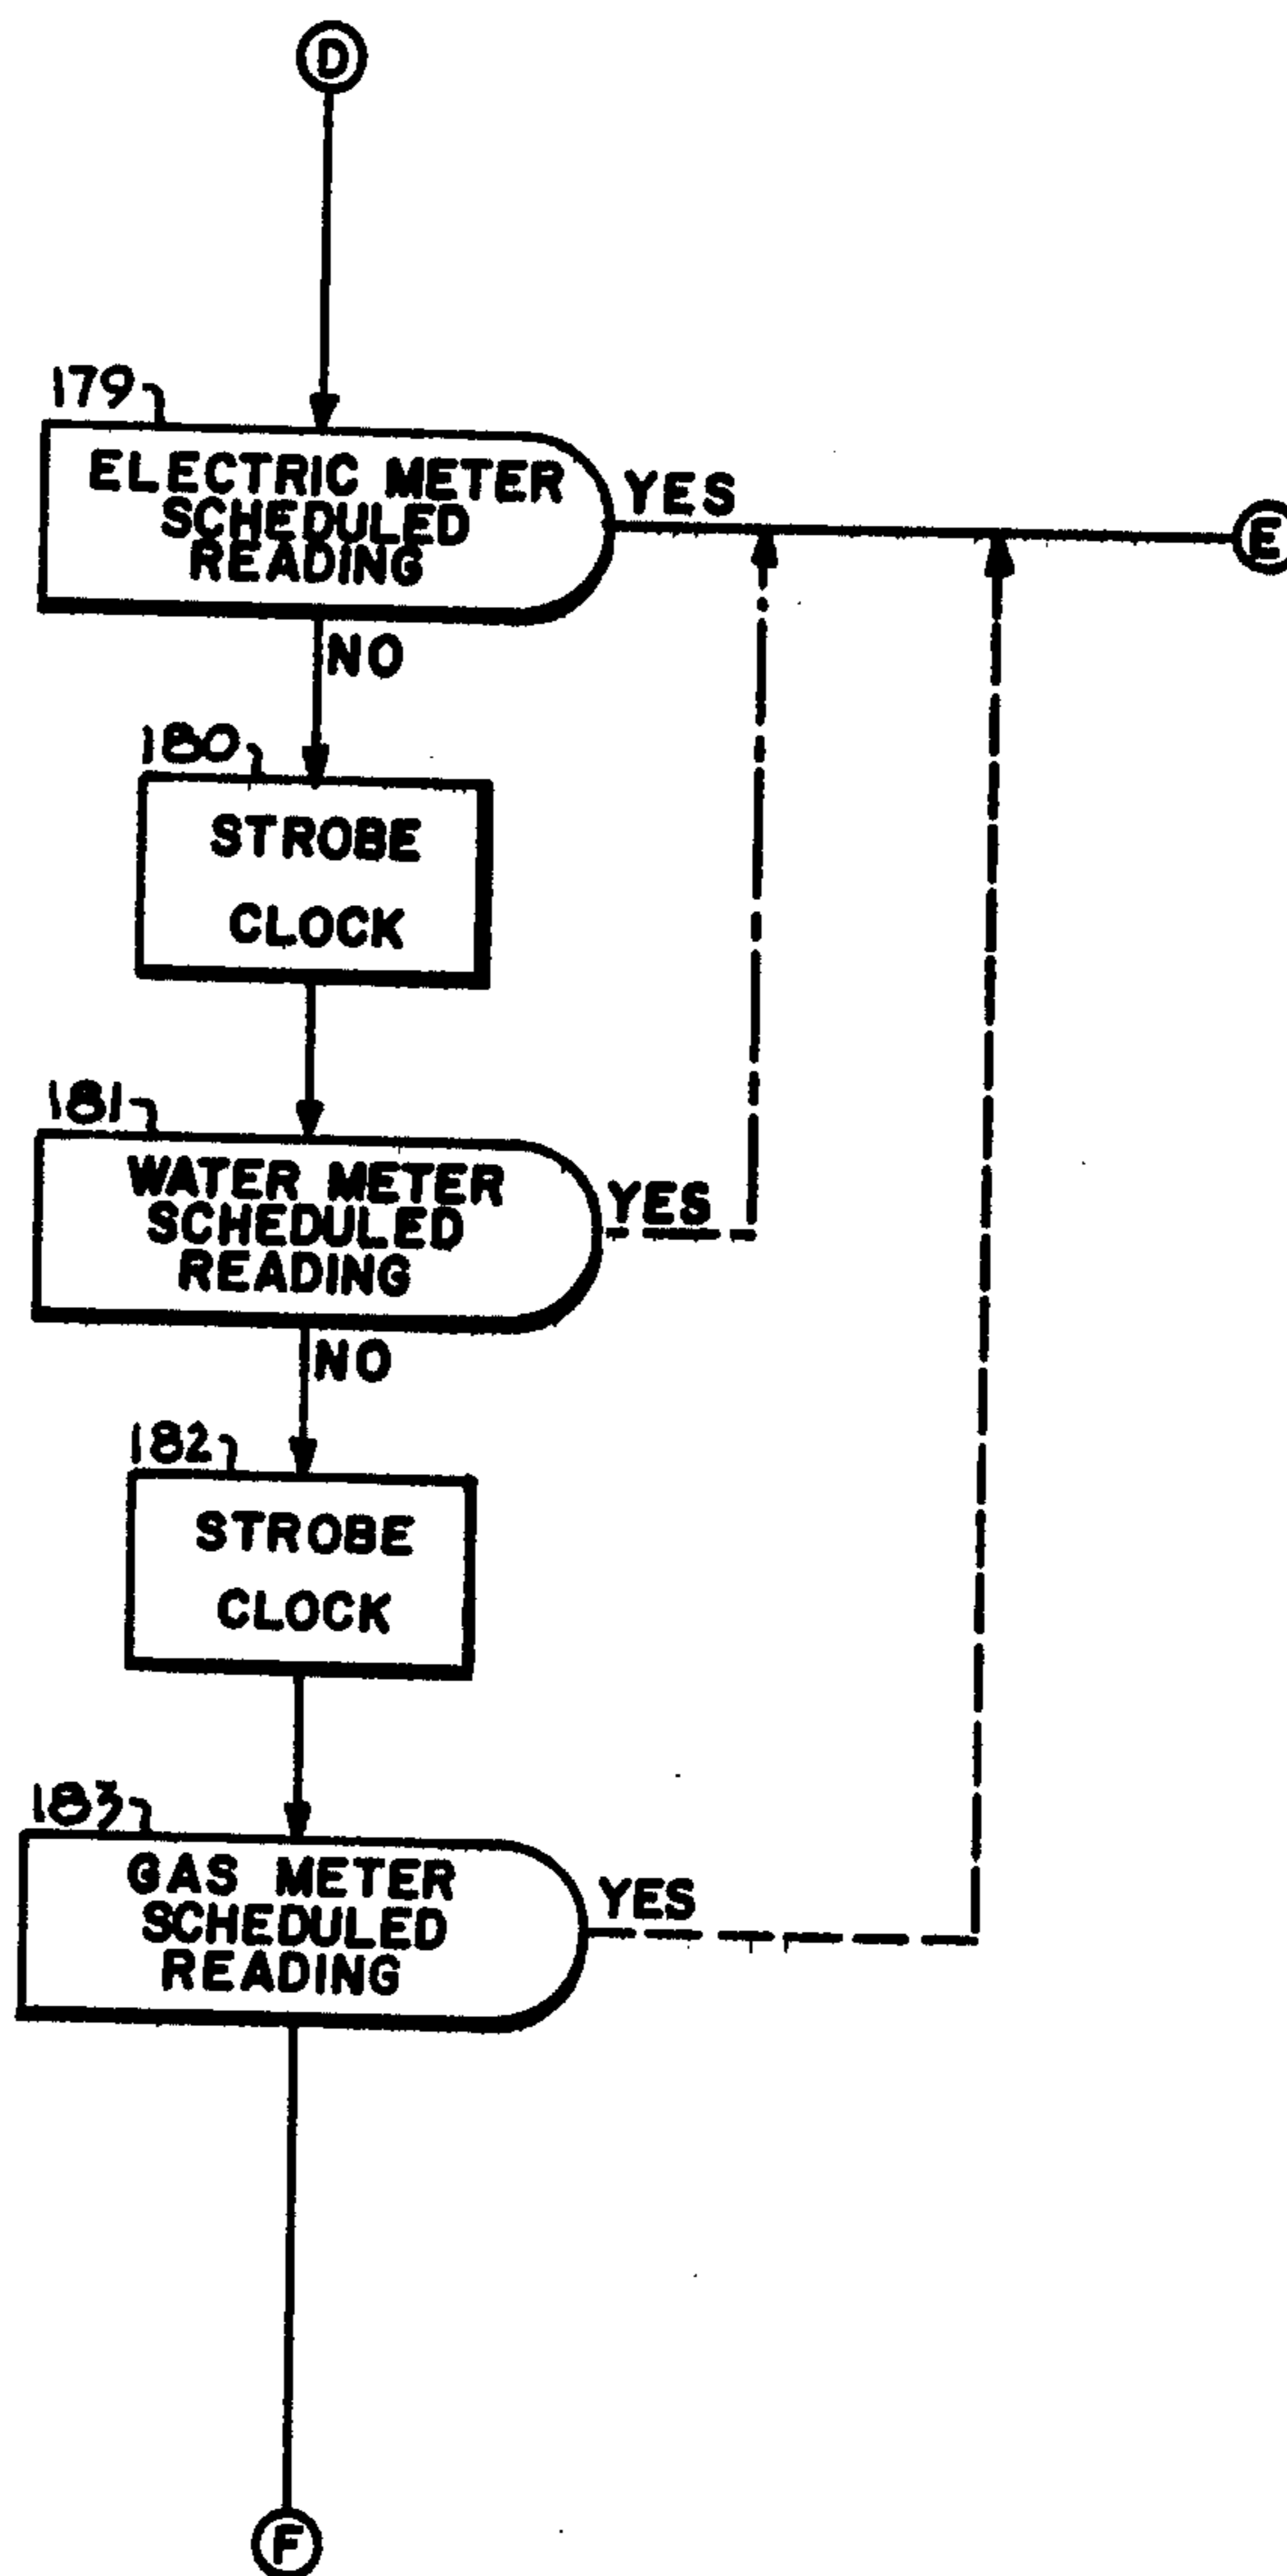 D
179
ELECTRIC METER
SCHEDULED
READING
YES
E
NO
180
STROBE
CLOCK
181
WATER METER
SCHEDULED
READING
YES
NO
182
STROBE
CLOCK
183
GAS METER
SCHEDULED
READING
YES
F